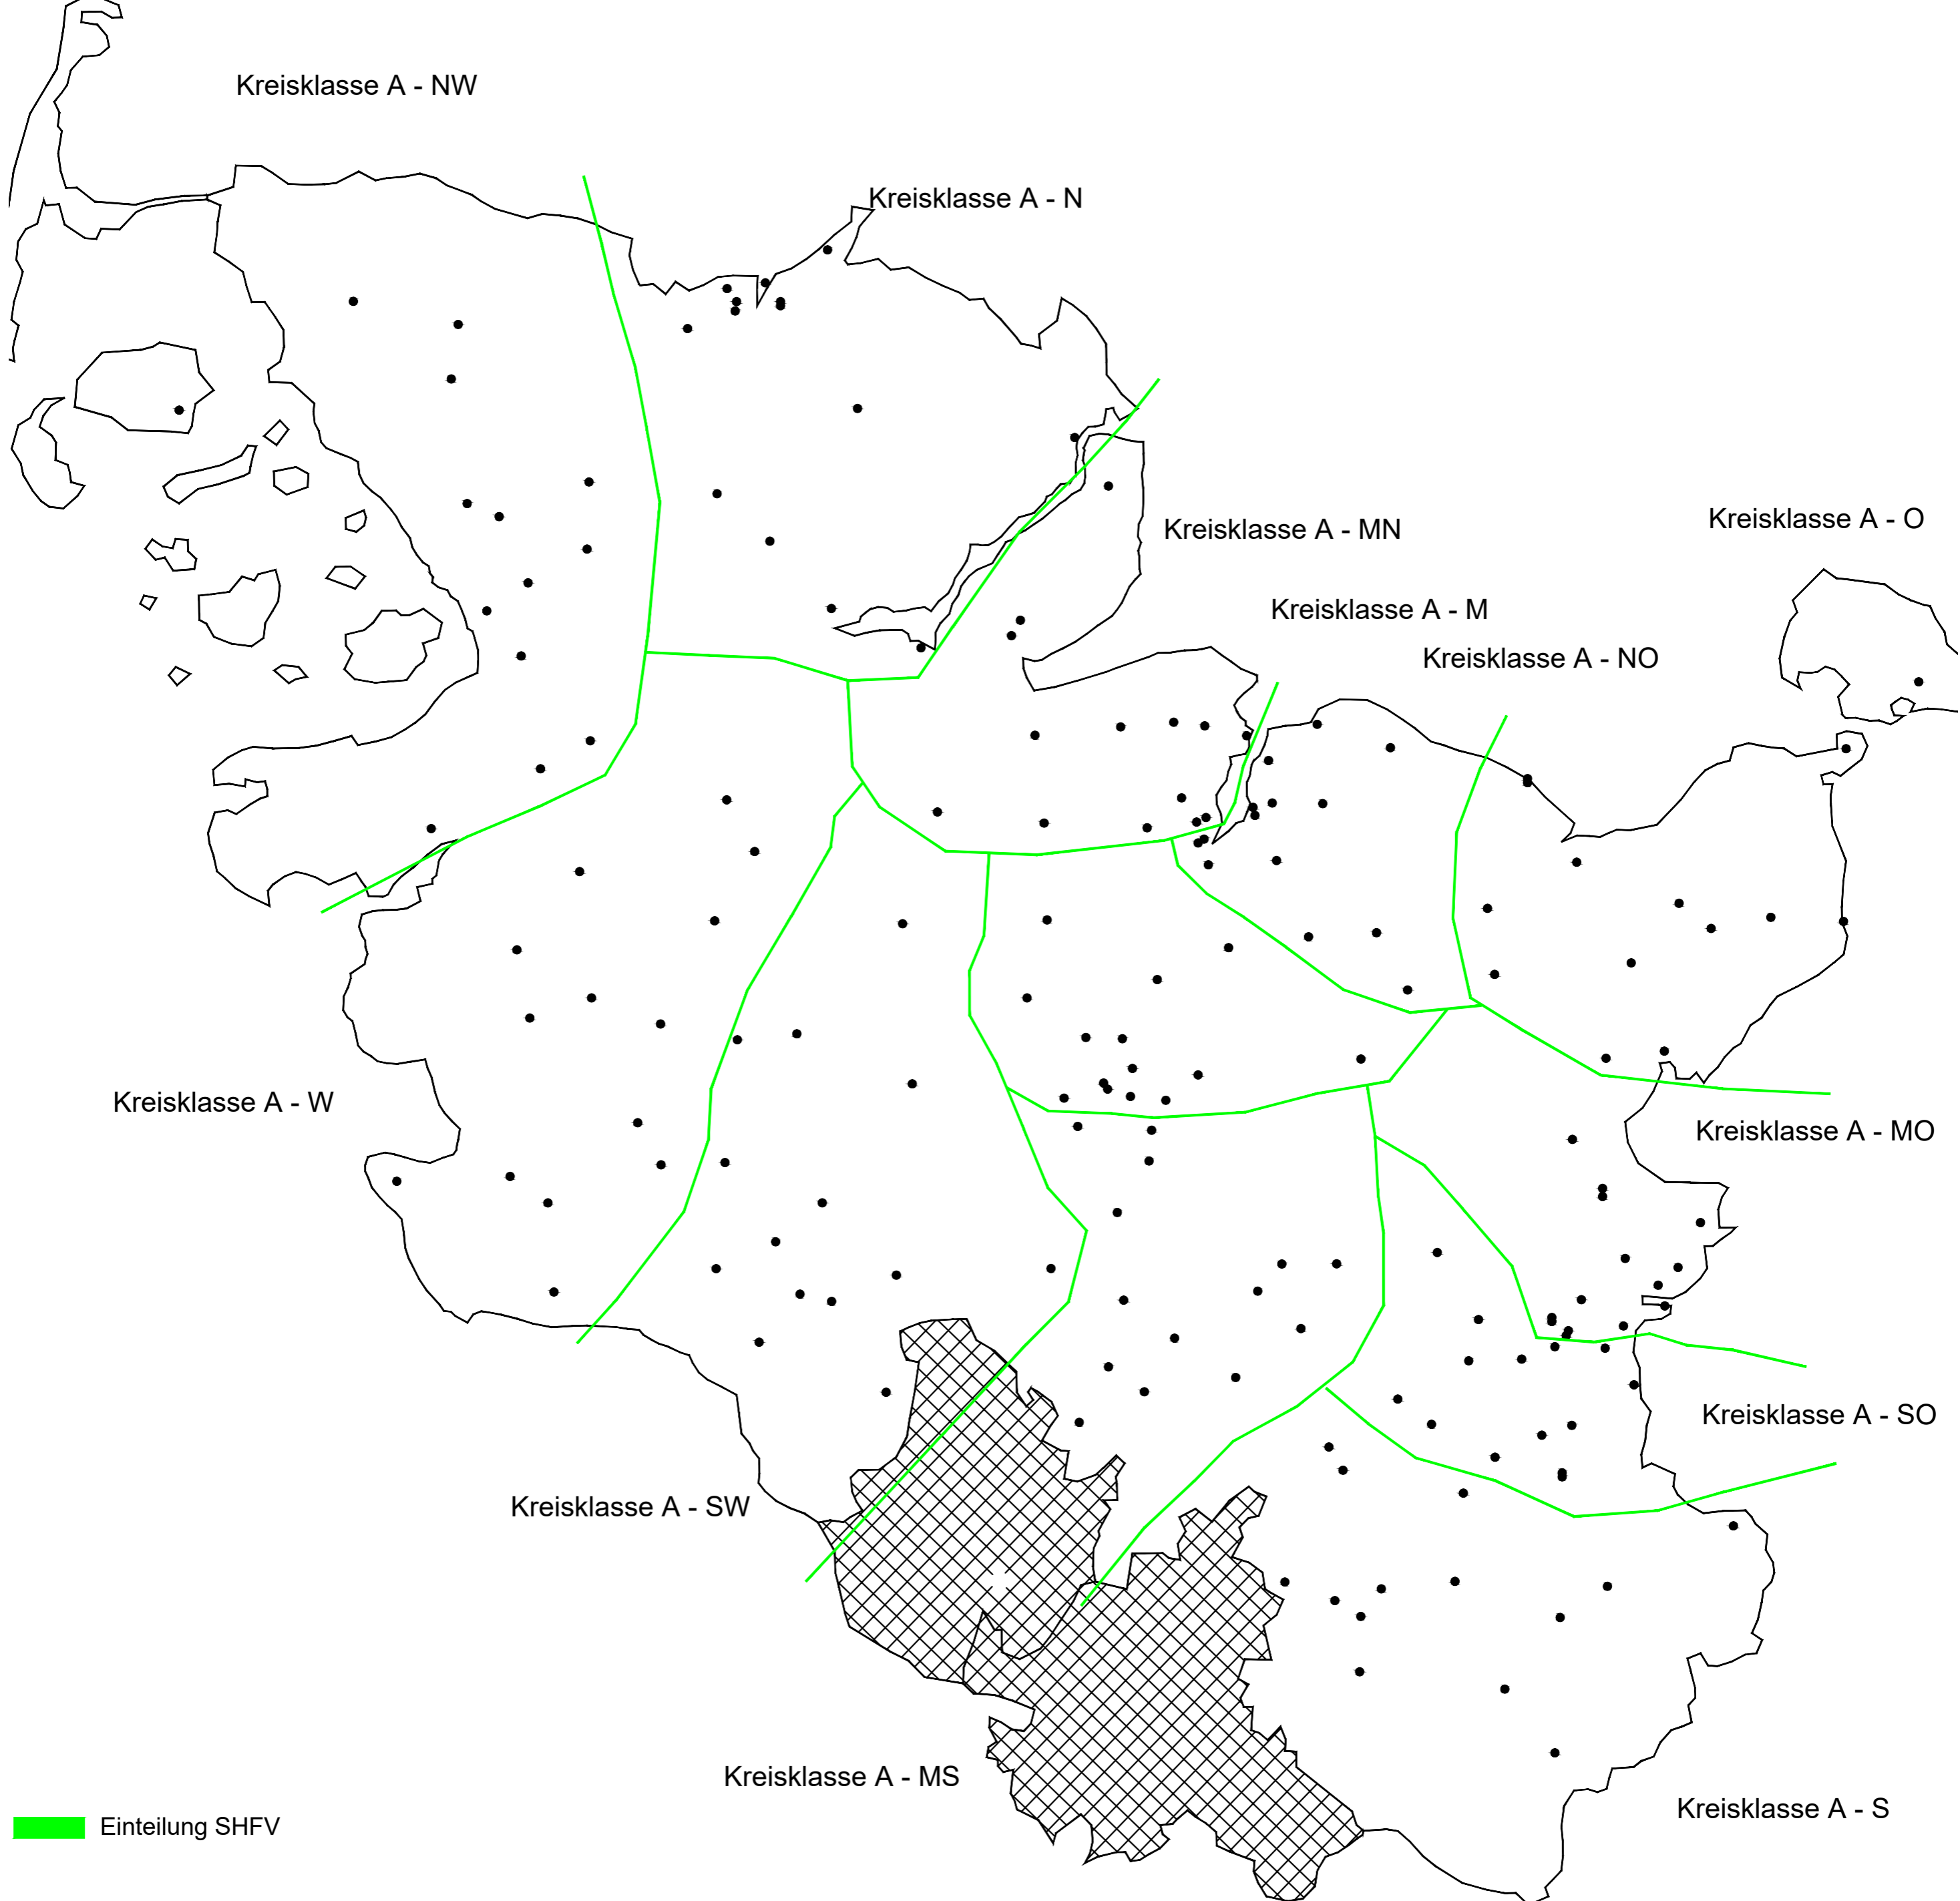 Kreisklasse A - NW
Kreisklasse A - N
Kreisklasse A - O
Kreisklasse A - MN
Kreisklasse A - M
Kreisklasse A - NO
Kreisklasse A - W
Kreisklasse A - MO
Kreisklasse A - SO
Kreisklasse A - SW
Kreisklasse A - MS
Kreisklasse A - S
Einteilung SHFV